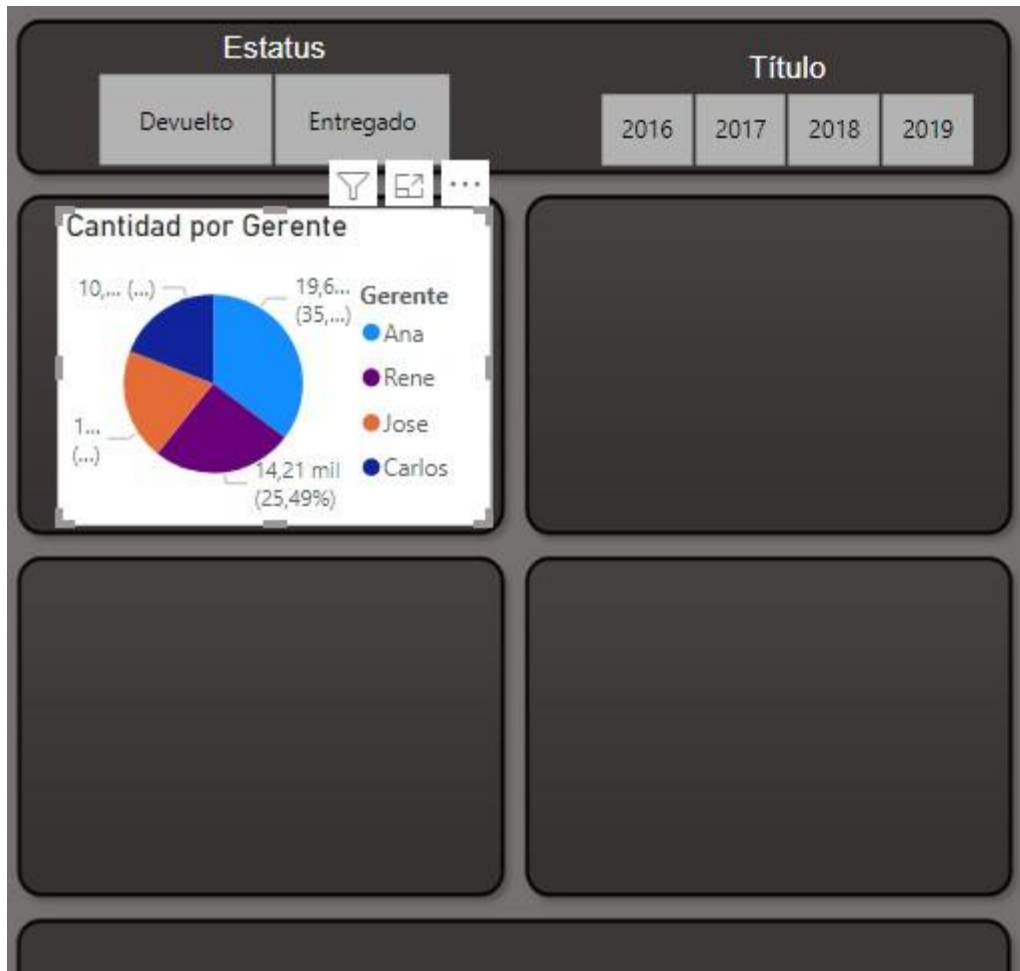 Estatus
Título
Devuelto
Entregado
2016
2017
2018
2019
Cantidad por Gerente
10,... (...)
19,6...
(35,...)
Gerente
Ana
Rene
Jose
Carlos
1...
(...)
14,21 mil
(25,49%)